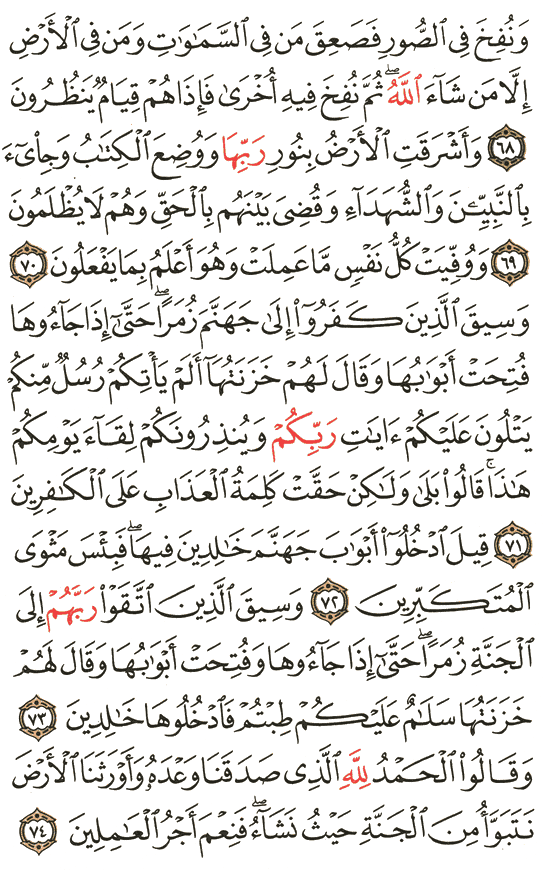 وَنُفِخَ فِى ٱلصُّورِ فَصَعِقَ مَن فِى ٱلسَّمَٰوَٰتِ وَمَن فِى ٱلْأَرْضِ
إِلَّا مَن شَآءَ ٱللَّهُ ۖ ثُمَّ نُفِخَ فِيهِ أُخْرَىٰ فَإِذَا هُمْ قِيَامٌ يَنظُرُونَ
٦٨ وَأَشْرَقَتِ ٱلْأَرْضُ بِنُورِ رَبِّهَا وَوُضِعَ ٱلْكِتَٰبُ وَجِا۟ىٓءَ
بِٱلنَّبِيِّۦنَ وَٱلشُّهَدَآءِ وَقُضِىَ بَيْنَهُم بِٱلْحَقِّ وَهُمْ لَا يُظْلَمُونَ
٦٩ وَوُفِّيَتْ كُلُّ نَفْسٍ مَّا عَمِلَتْ وَهُوَ أَعْلَمُ بِمَا يَفْعَلُونَ ٧٠
وَسِيقَ ٱلَّذِينَ كَفَرُوٓا۟ إِلَىٰ جَهَنَّمَ زُمَرًا ۖ حَتَّىٰٓ إِذَا جَآءُوهَا
فُتِحَتْ أَبْوَٰبُهَا وَقَالَ لَهُمْ خَزَنَتُهَآ أَلَمْ يَأْتِكُمْ رُسُلٌ مِّنكُمْ
يَتْلُونَ عَلَيْكُمْ ءَايَٰتِ رَبِّكُمْ وَيُنذِرُونَكُمْ لِقَآءَ يَوْمِكُمْ
هَٰذَا ۚ قَالُوا۟ بَلَىٰ وَلَٰكِنْ حَقَّتْ كَلِمَةُ ٱلْعَذَابِ عَلَى ٱلْكَٰفِرِينَ
٧١ قِيلَ ٱدْخُلُوٓا۟ أَبْوَٰبَ جَهَنَّمَ خَٰلِدِينَ فِيهَا ۖ فَبِئْسَ مَثْوَى
ٱلْمُتَكَبِّرِينَ ٧٢ وَسِيقَ ٱلَّذِينَ ٱتَّقَوْا۟ رَبَّهُمْ إِلَى
ٱلْجَنَّةِ زُمَرًا ۖ حَتَّىٰٓ إِذَا جَآءُوهَا وَفُتِحَتْ أَبْوَٰبُهَا وَقَالَ لَهُمْ
خَزَنَتُهَا سَلَٰمٌ عَلَيْكُمْ طِبْتُمْ فَٱدْخُلُوهَا خَٰلِدِينَ ٧٣
وَقَالُوا۟ ٱلْحَمْدُ لِلَّهِ ٱلَّذِى صَدَقَنَا وَعْدَهُۥ وَأَوْرَثَنَا ٱلْأَرْضَ
نَتَبَوَّأُ مِنَ ٱلْجَنَّةِ حَيْثُ نَشَآءُ ۖ فَنِعْمَ أَجْرُ ٱلْعَٰمِلِينَ ٧٤